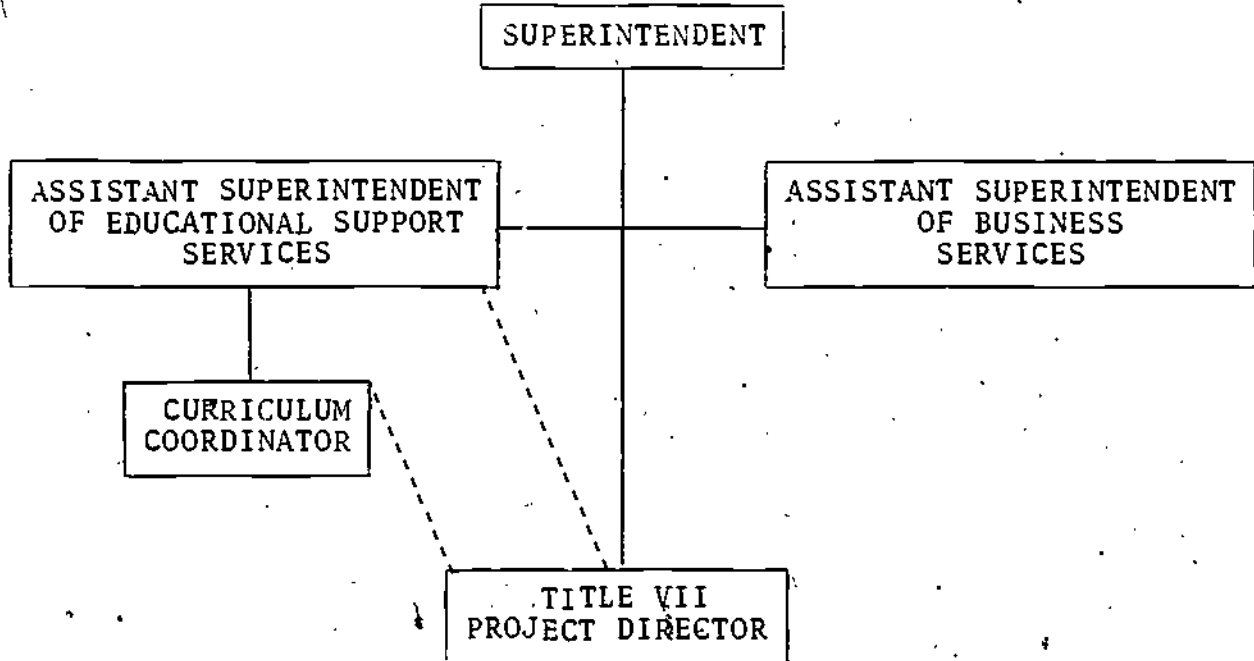 SUPERINTENDENT
ASSISTANT SUPERINTENDENT
OF EDUCATIONAL SUPPORT
SERVICES
ASSISTANT SUPERINTENDENT
OF BUSINESS
SERVICES
CURRICULUM
COORDINATOR
TITLE VII
PROJECT DIRECTOR